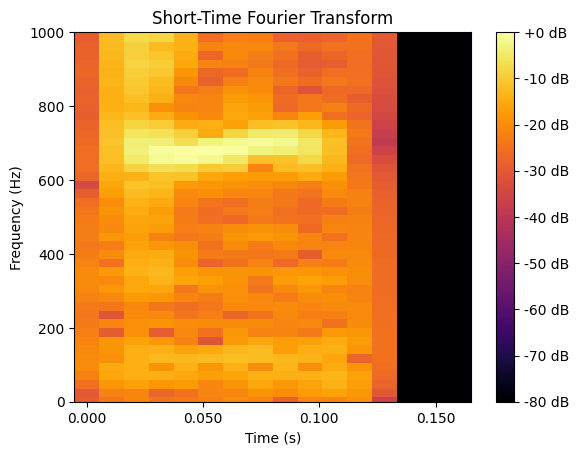 Short-Time Fourier Transform
1000
800
600
400
200
0
Frequency (Hz)
0.000
0.050
0.100
0.150
Time (s)
+0 dB
-10 dB
-20 dB
-30 dB
-40 dB
-50 dB
-60 dB
-70 dB
-80 dB